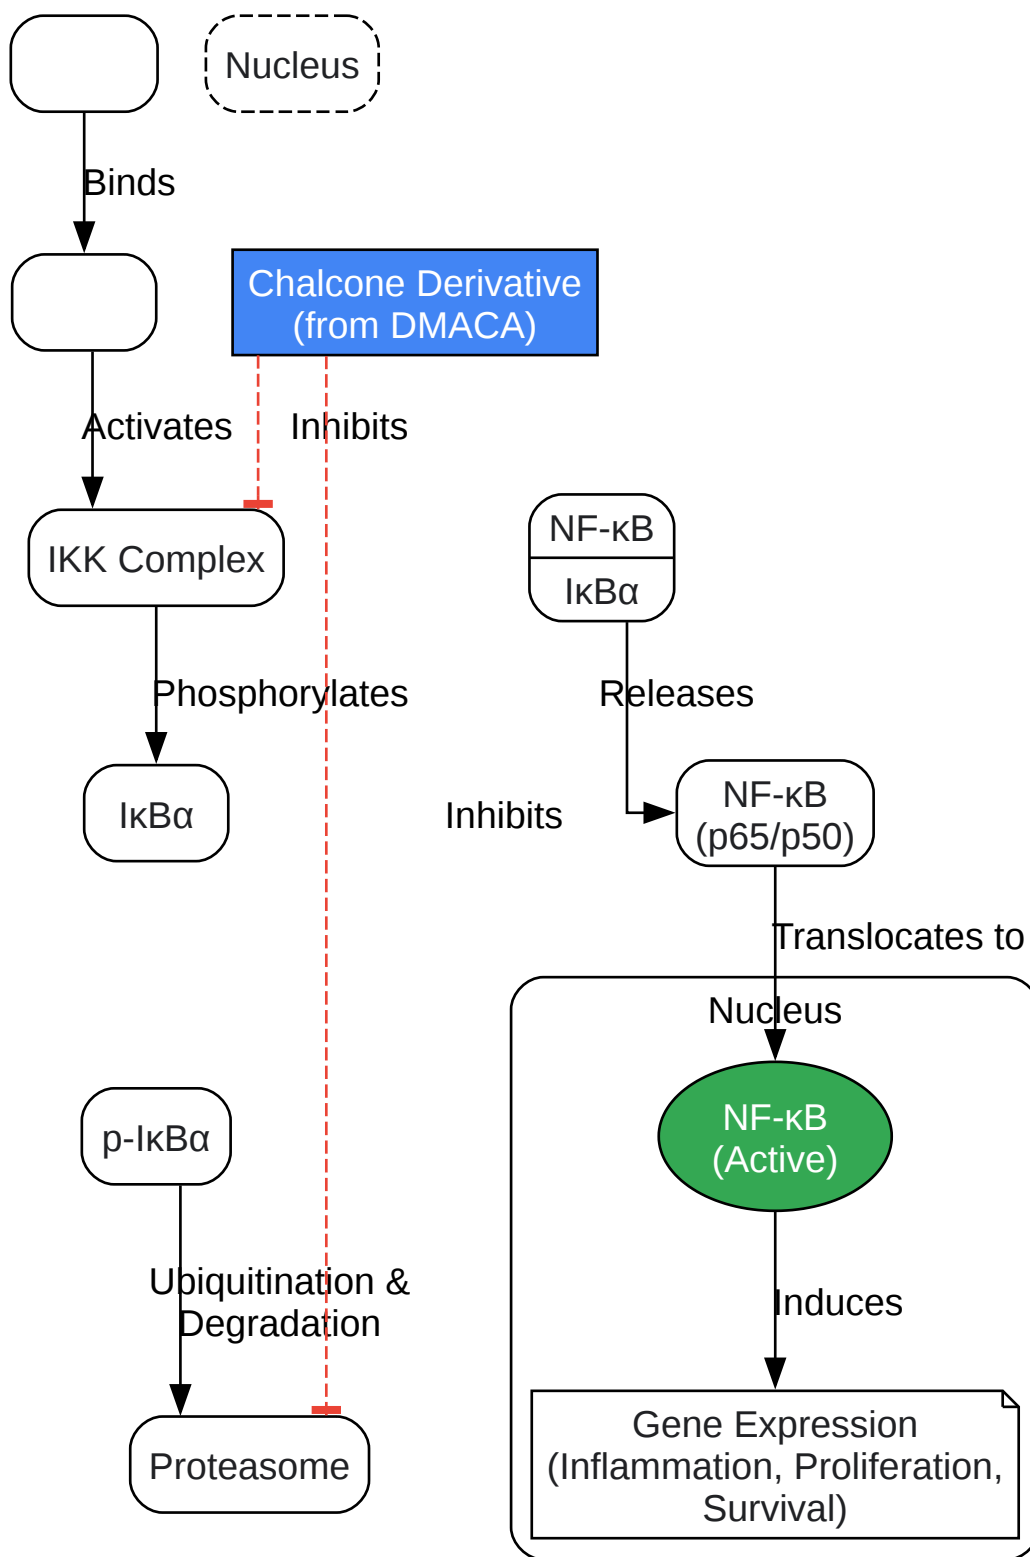 Nucleus
Binds
Chalcone Derivative
(from DMACA)
Activates
Inhibits
IKK Complex
NF-κB
IκBα
Phosphorylates
Releases
IκBα
Inhibits
NF-κB
(p65/p50)
Translocates to
Nucleus
p-IκBα
NF-κB
(Active)
Ubiquitination &
Degradation
Induces
Proteasome
Gene Expression
(Inflammation, Proliferation,
Survival)